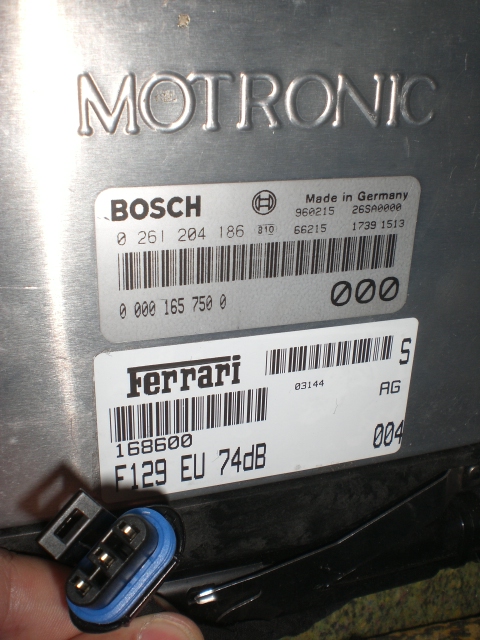 MOTRONIC
BOSCH
Made in Germany
960215 26SA0000
0 261 204 186 B10 66215 1739 1513
0 000 165 750 0
000
Ferrari
S
03144
AG
168600
004
F129 EU 74dB